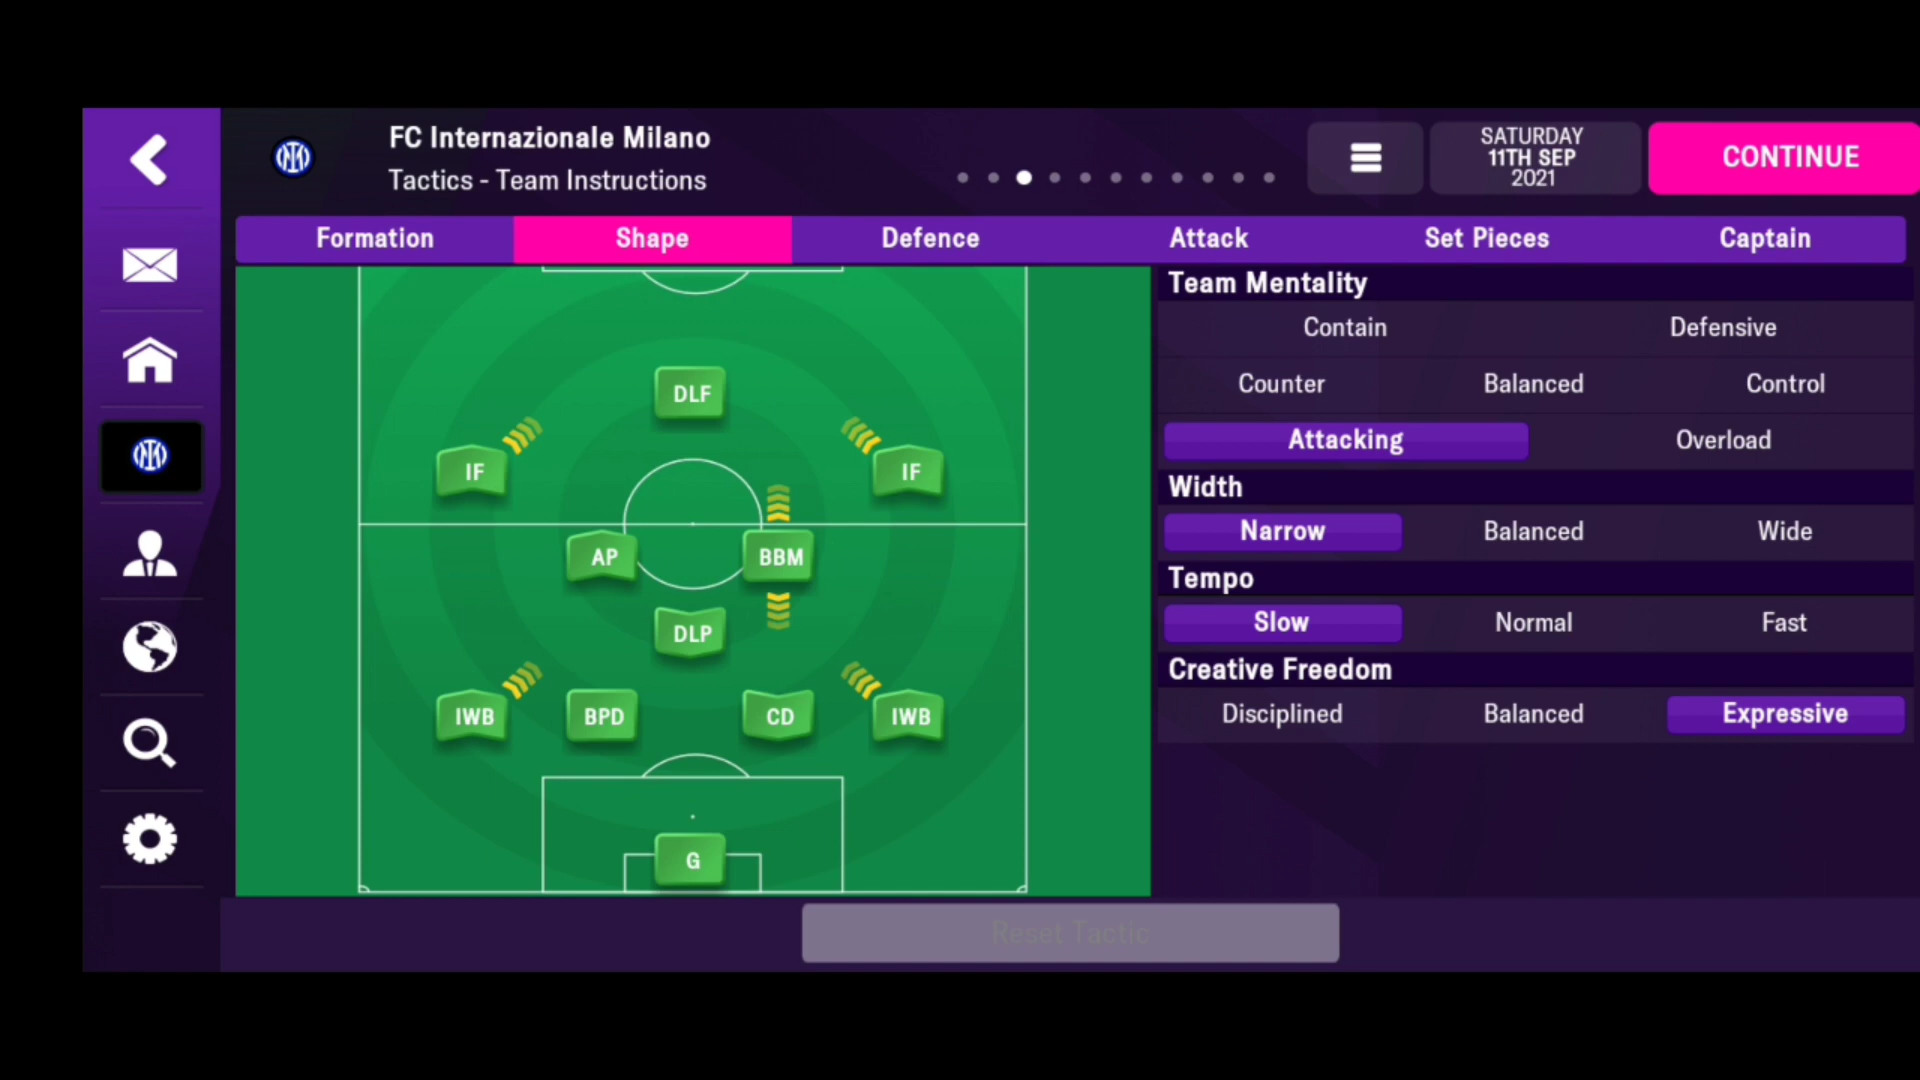 FC Internazionale Milano
Tactics - Team Instructions
SATURDAY
11TH SEP
2021
CONTINUE
Formation
Shape
Defence
Attack
Set Pieces
Captain
DLF
IF
IF
AP
BBM
DLP
IWB
BPD
CD
IWB
G
Team Mentality
Contain
Defensive
Counter
Balanced
Control
Attacking
Overload
Width
Narrow
Balanced
Wide
Tempo
Slow
Normal
Fast
Creative Freedom
Disciplined
Balanced
Expressive
Reset Tactic